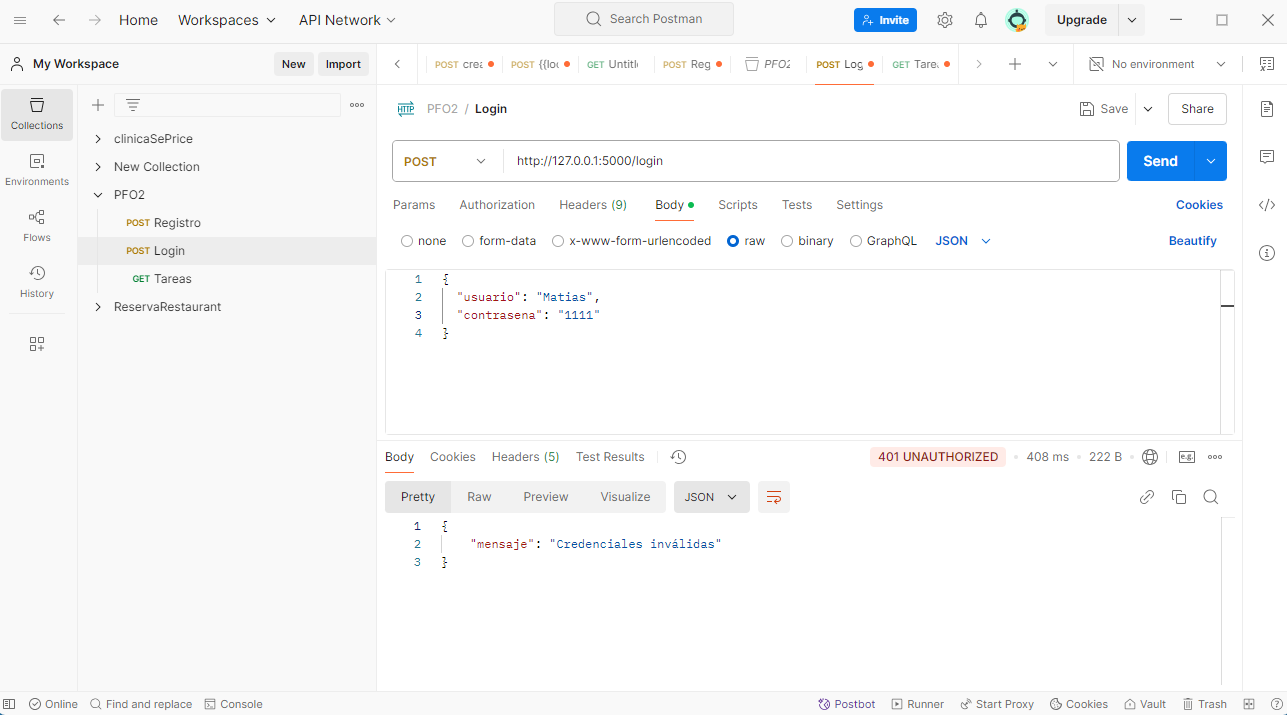 Home Workspaces API Network Search Postman Invite Upgrade
My Workspace New Import POST crea POST {{loc GET Untitle POST Reg PFO2 POST Log GET Tarea No environment
Collections
Environments
Flows
History
clinicaSePrice
New Collection
PFO2
POST Registro
POST Login
GET Tareas
ReservaRestaurant
HTTP PFO2 / Login Save Share
POST http://127.0.0.1:5000/login Send
Params Authorization Headers (9) Body Scripts Tests Settings Cookies
none form-data x-www-form-urlencoded raw binary GraphQL JSON Beautify
1 {
2 "usuario": "Matias",
3 "contrasena": "1111"
4 }
Body Cookies Headers (5) Test Results 401 UNAUTHORIZED 408 ms 222 B e.g.
Pretty Raw Preview Visualize JSON
1 {
2 "mensaje": "Credenciales inválidas"
3 }
Online Find and replace Console Postbot Runner Start Proxy Cookies Vault Trash